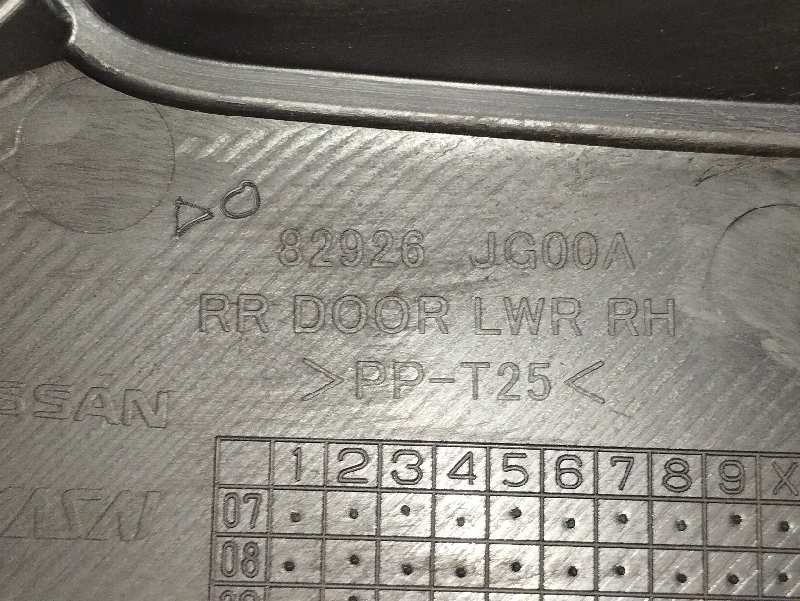 82926 JG00A
RR DOOR LWR RH
>PP-T25<
SSAN
1 2 3 4 5 6 7 8 9 X
07
08